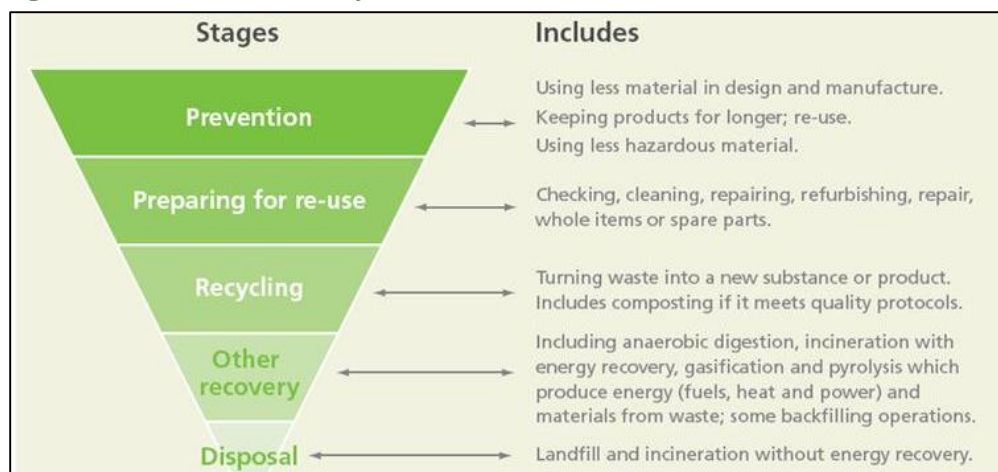 Stages
Includes
Prevention
Using less material in design and manufacture.
Keeping products for longer; re-use.
Using less hazardous material.
Preparing for re-use
Checking, cleaning, repairing, refurbishing, repair,
whole items or spare parts.
Recycling
Turning waste into a new substance or product.
Includes composting if it meets quality protocols.
Other
recovery
Including anaerobic digestion, incineration with
energy recovery, gasification and pyrolysis which
produce energy (fuels, heat and power) and
materials from waste; some backfilling operations.
Disposal
Landfill and incineration without energy recovery.